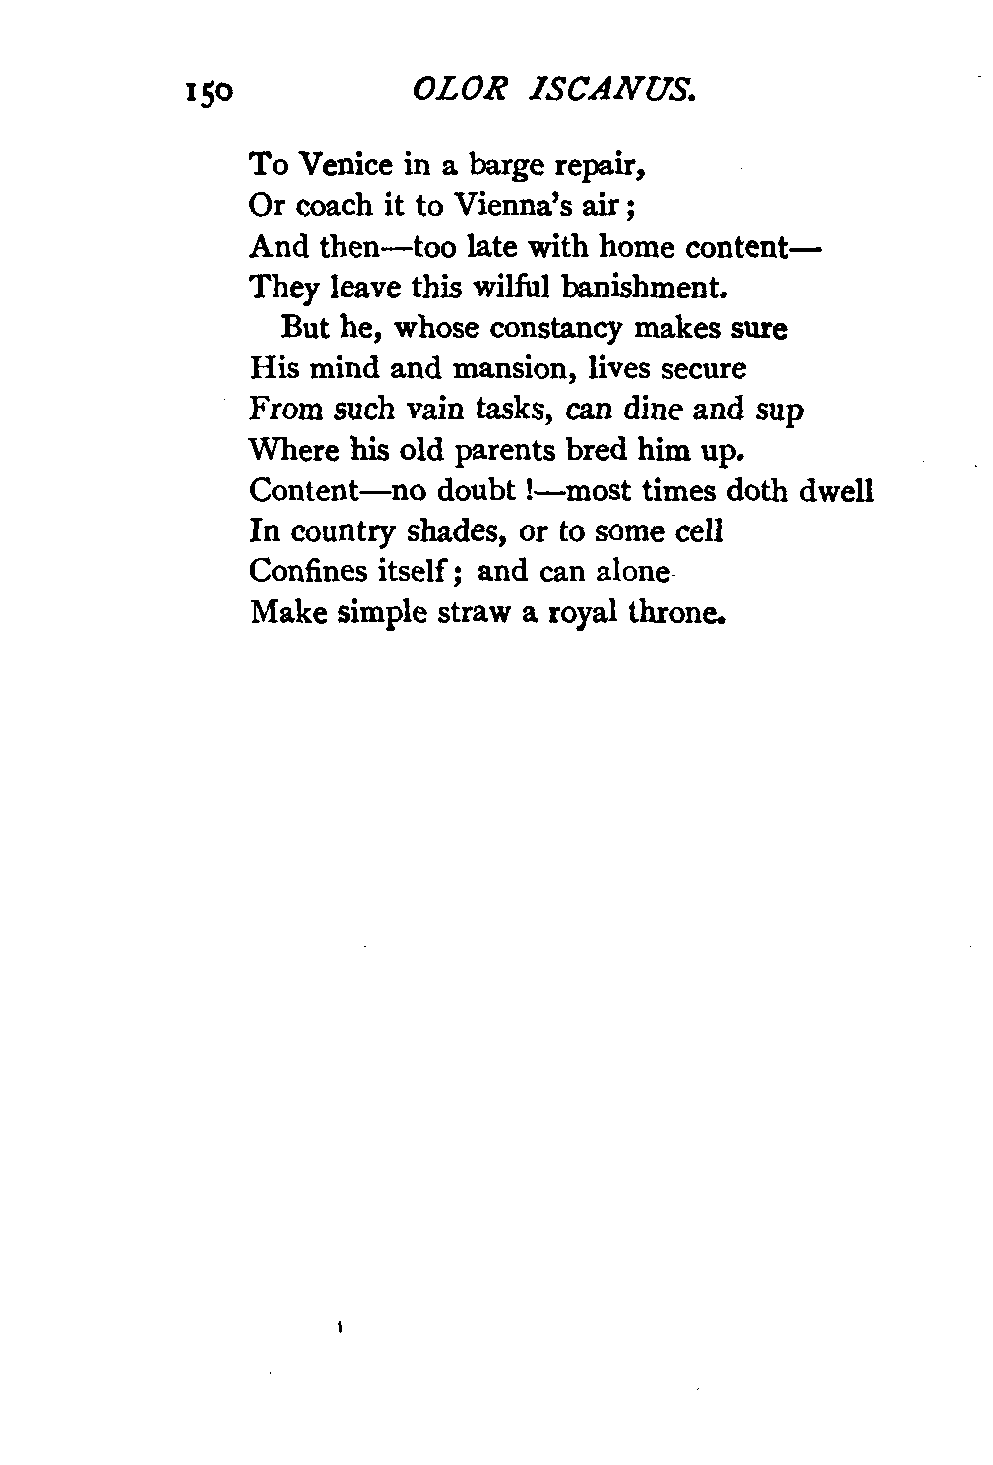 150 OLOR ISCANUS.
To Venice in a barge repair,
Or coach it to Vienna's air ;
And then—too late with home content—
They leave this wilful banishment.
But he, whose constancy makes sure
His mind and mansion, lives secure
From such vain tasks, can dine and sup
Where his old parents bred him up.
Content—no doubt !—most times doth dwell
In country shades, or to some cell
Confines itself ; and can alone
Make simple straw a royal throne.